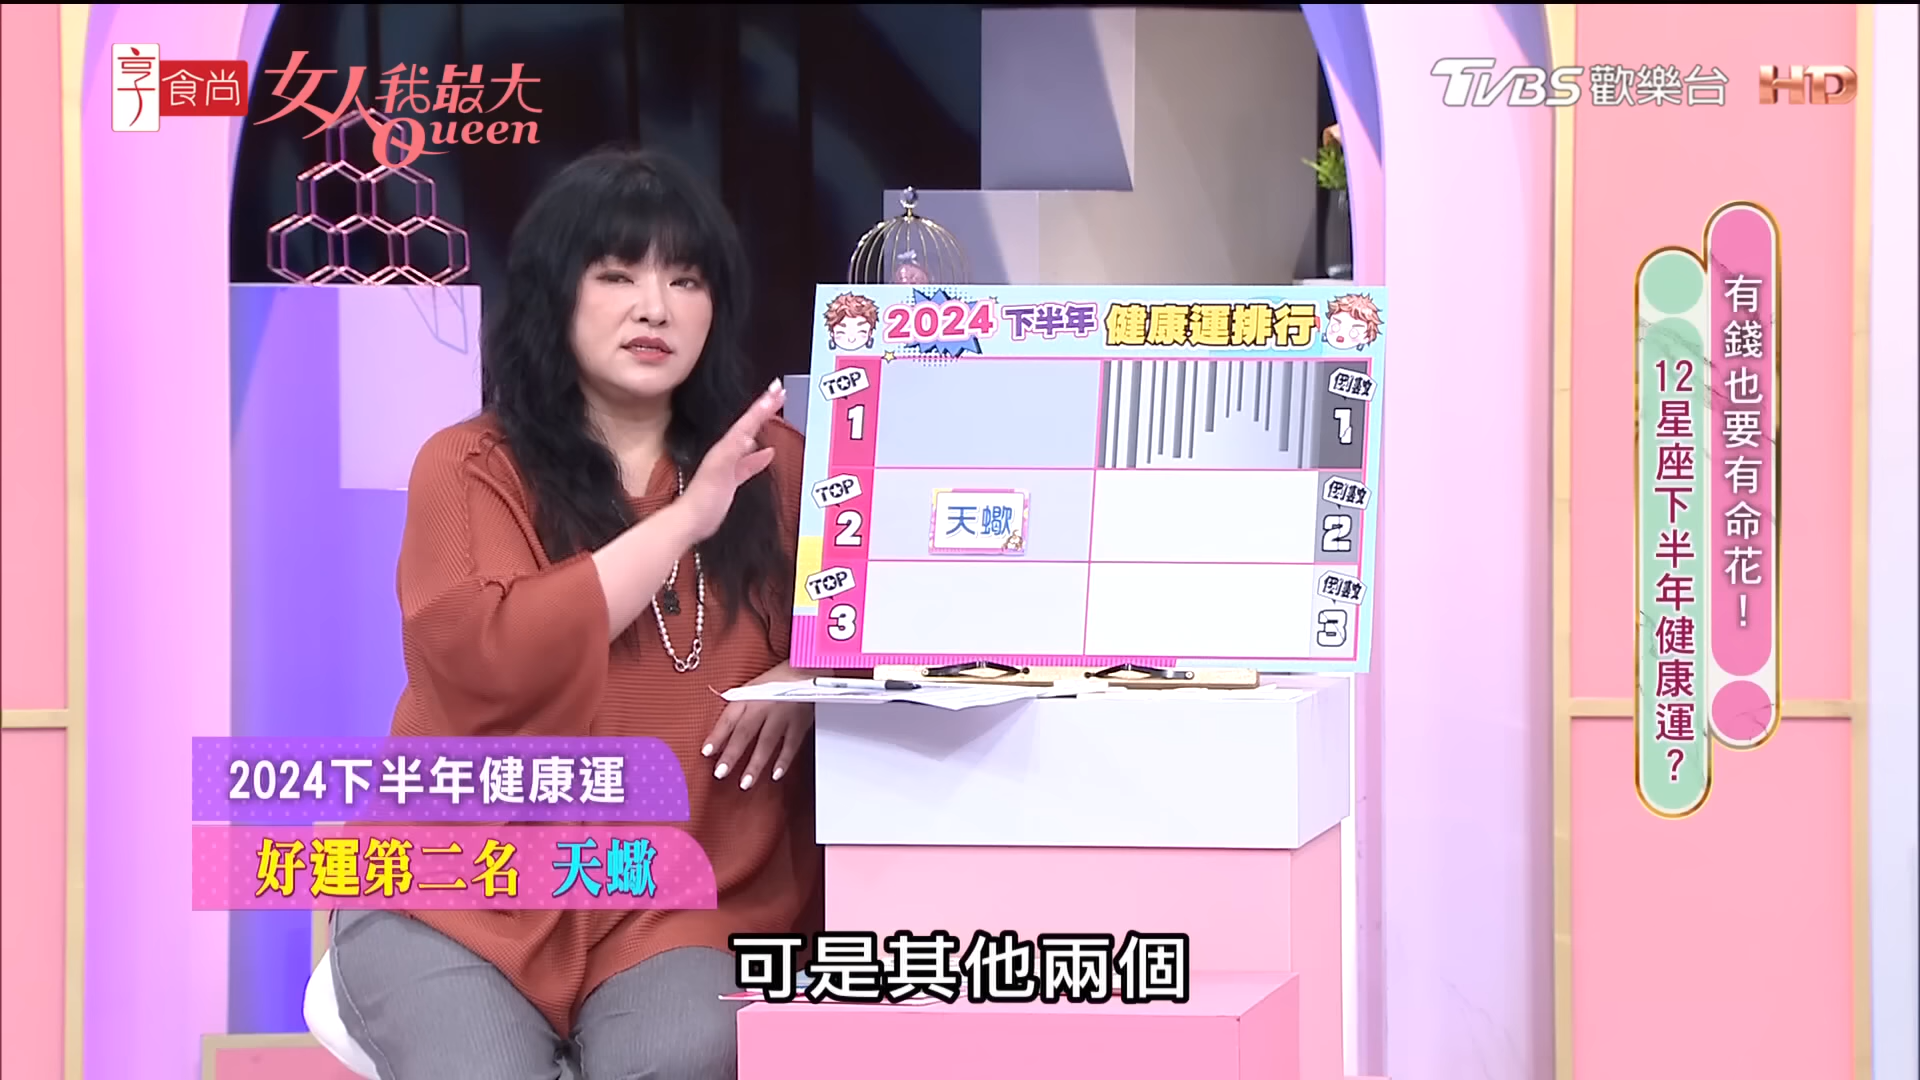 享食尚
女人我最大
Queen
TVBS歡樂台 HD
有錢也要有命花！
12星座下半年健康運？
2024下半年健康運排行
TOP 1
倒數 1
TOP 2
天蠍
倒數 2
TOP 3
倒數 3
2024下半年健康運
好運第二名 天蠍
可是其他兩個